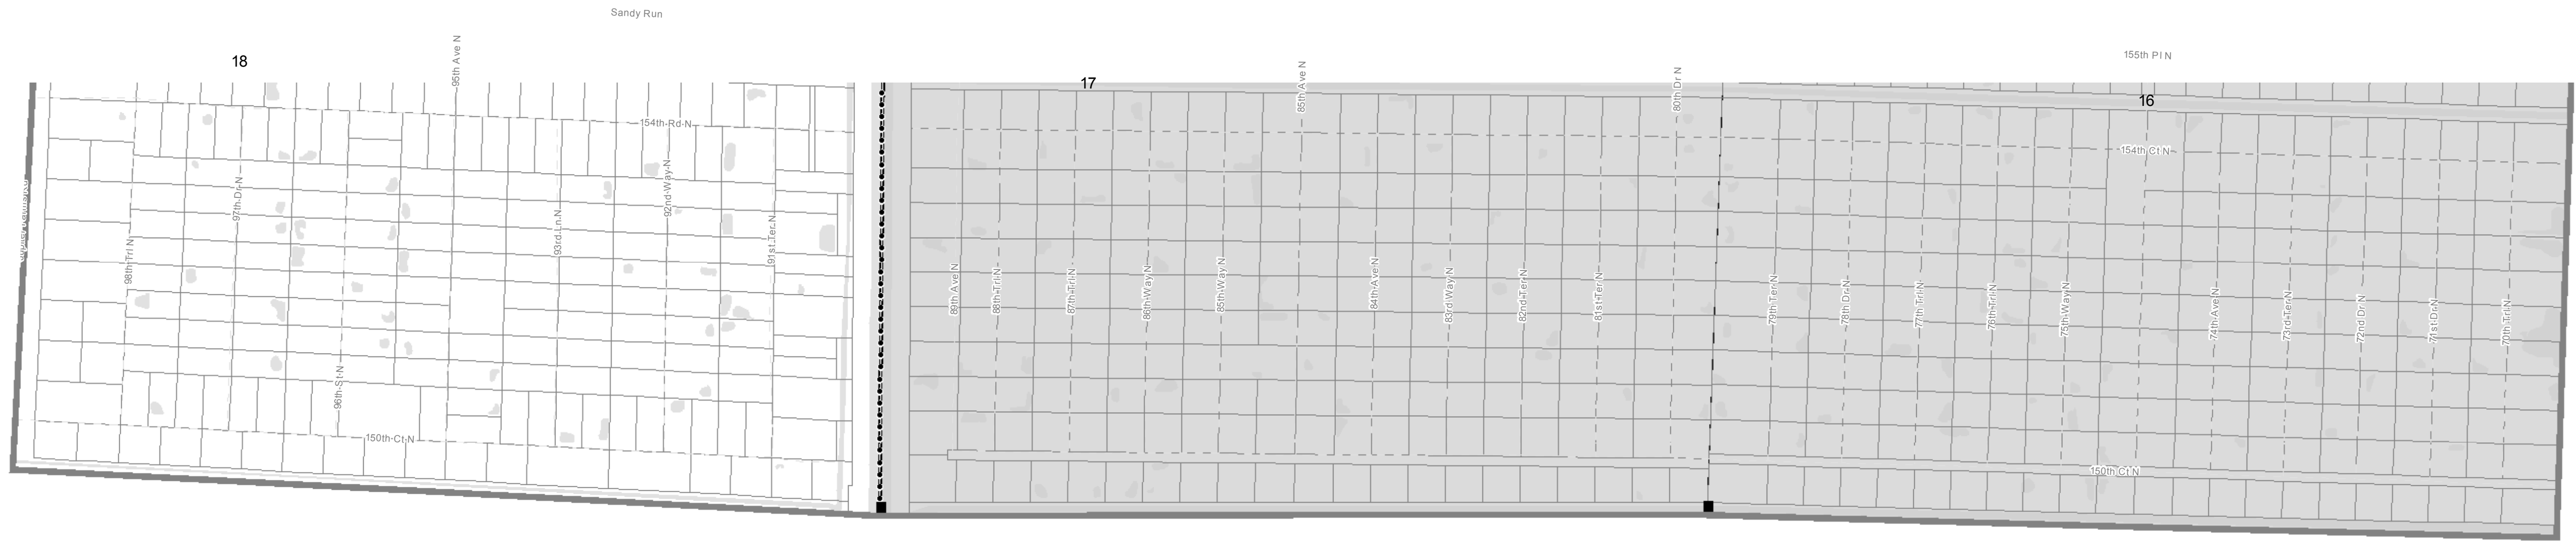 Sandy Run
18
95th Ave N
155th Pl N
85th Ave N
80th Dr N
17
16
154th Rd N
154th Ct N
97th Dr N
98th Trl N
96th St N
93rd Ln N
92nd Way N
91st Ter N
89th Ave N
88th Trl N
87th Trl N
86th Way N
85th Way N
84th Ave N
83rd Way N
82nd Ter N
81st Ter N
79th Ter N
78th Dr N
77th Trl N
76th Trl N
75th Way N
74th Ave N
73rd Ter N
72nd Dr N
71st Dr N
70th Trl N
150th Ct N
150th Ct N